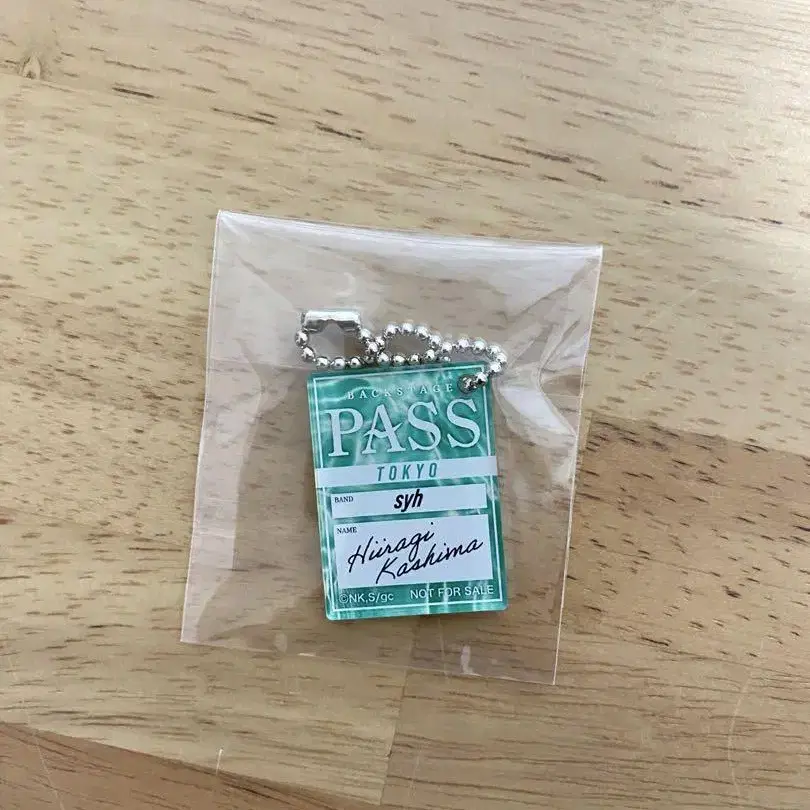 BACKSTAGE
PASS
TOKYO
BAND syh
NAME
Hiiragi
Kashima
©NK,S/gc NOT FOR SALE